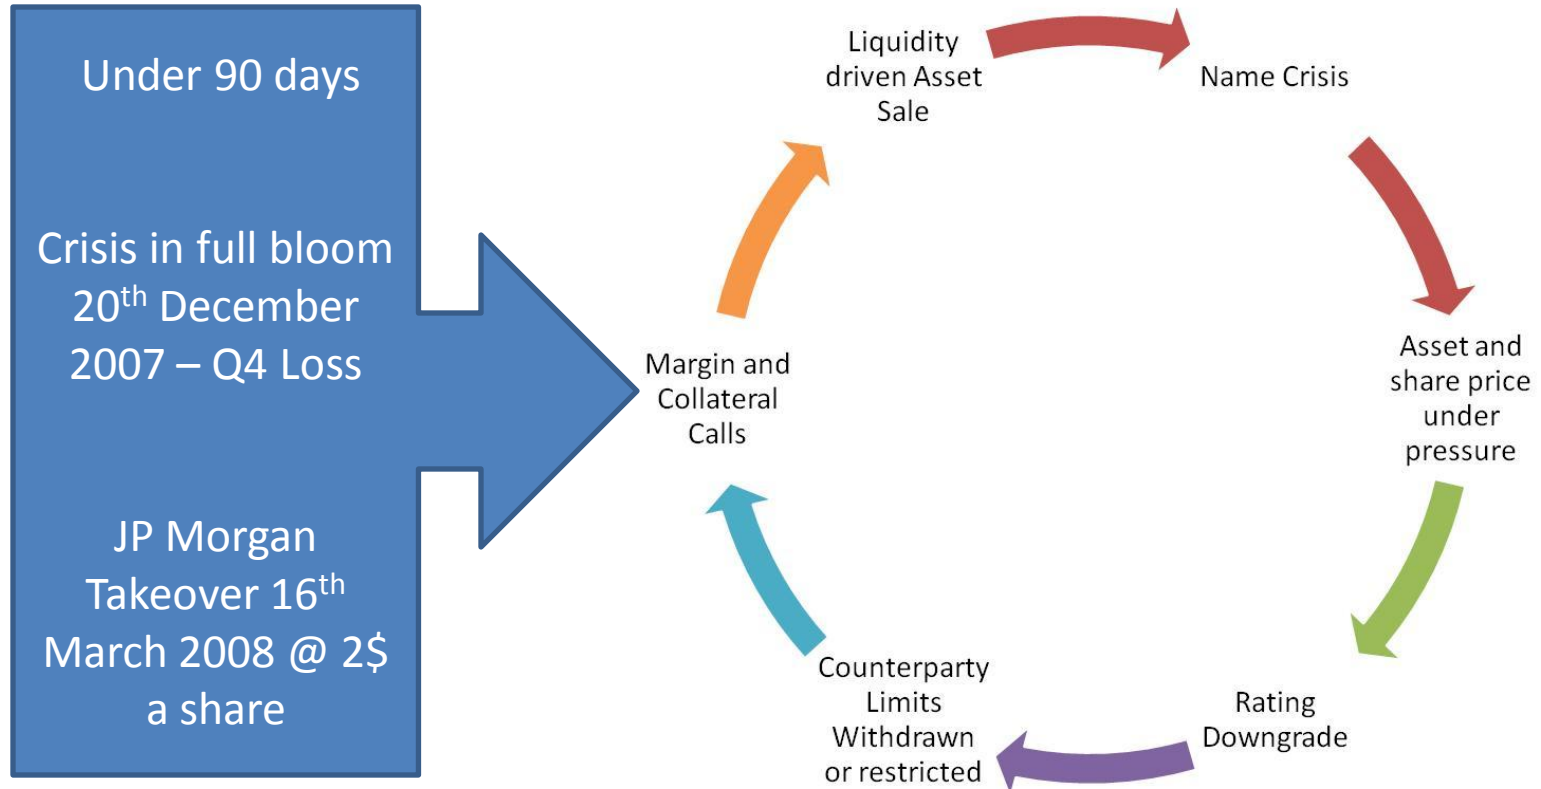 Under 90 days
Crisis in full bloom
20th December
2007 – Q4 Loss
JP Morgan
Takeover 16th
March 2008 @ 2$
a share
Liquidity
driven Asset
Sale
Name Crisis
Asset and
share price
under
pressure
Rating
Downgrade
Counterparty
Limits
Withdrawn
or restricted
Margin and
Collateral
Calls